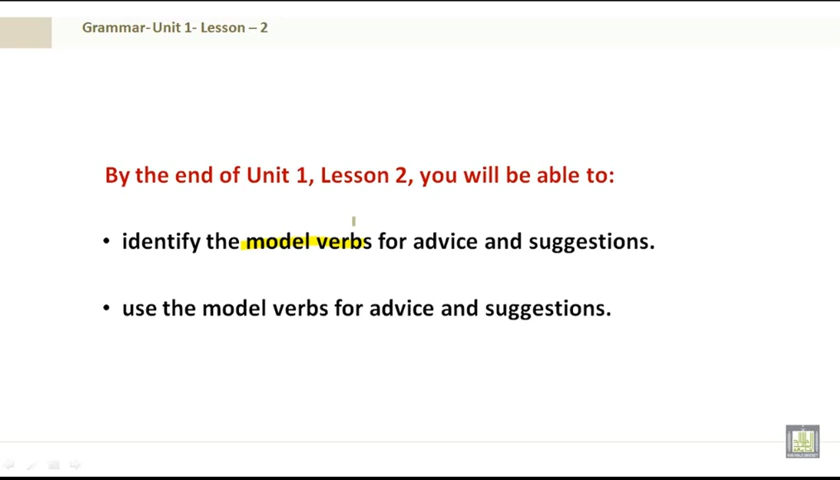 Grammar- Unit 1- Lesson – 2
By the end of Unit 1, Lesson 2, you will be able to:
• identify the model verbs for advice and suggestions.
• use the model verbs for advice and suggestions.